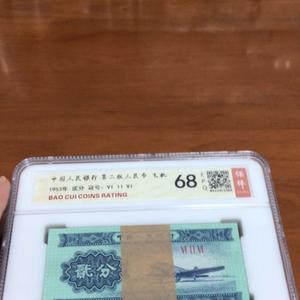 中国人民银行 第二版人民币 飞机
1953年 贰分 冠号: VI II VI
BAO CUI COINS RATING
68
EPQ
保粹
贰分